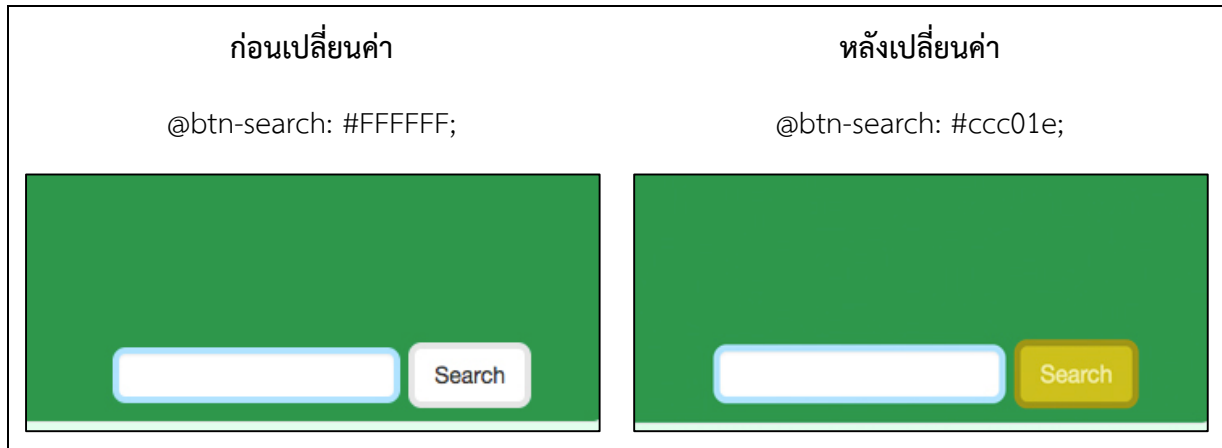 ก่อนเปลี่ยนค่า
@btn-search: #FFFFFF;
Search
หลังเปลี่ยนค่า
@btn-search: #ccc01e;
Search